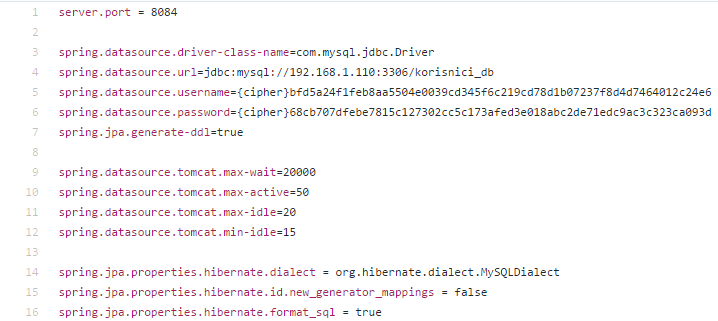 1 server.port = 8084
2
3 spring.datasource.driver-class-name=com.mysql.jdbc.Driver
4 spring.datasource.url=jdbc:mysql://192.168.1.110:3306/korisnici_db
5 spring.datasource.username={cipher}bfd5a24f1feb8aa5504e0039cd345f6c219cd78d1b07237f8d4d7464012c24e6
6 spring.datasource.password={cipher}68cb707dfebe7815c127302cc5c173afed3e018abc2de71edc9ac3c323ca093d
7 spring.jpa.generate-ddl=true
8
9 spring.datasource.tomcat.max-wait=20000
10 spring.datasource.tomcat.max-active=50
11 spring.datasource.tomcat.max-idle=20
12 spring.datasource.tomcat.min-idle=15
13
14 spring.jpa.properties.hibernate.dialect = org.hibernate.dialect.MySQLDialect
15 spring.jpa.properties.hibernate.id.new_generator_mappings = false
16 spring.jpa.properties.hibernate.format_sql = true